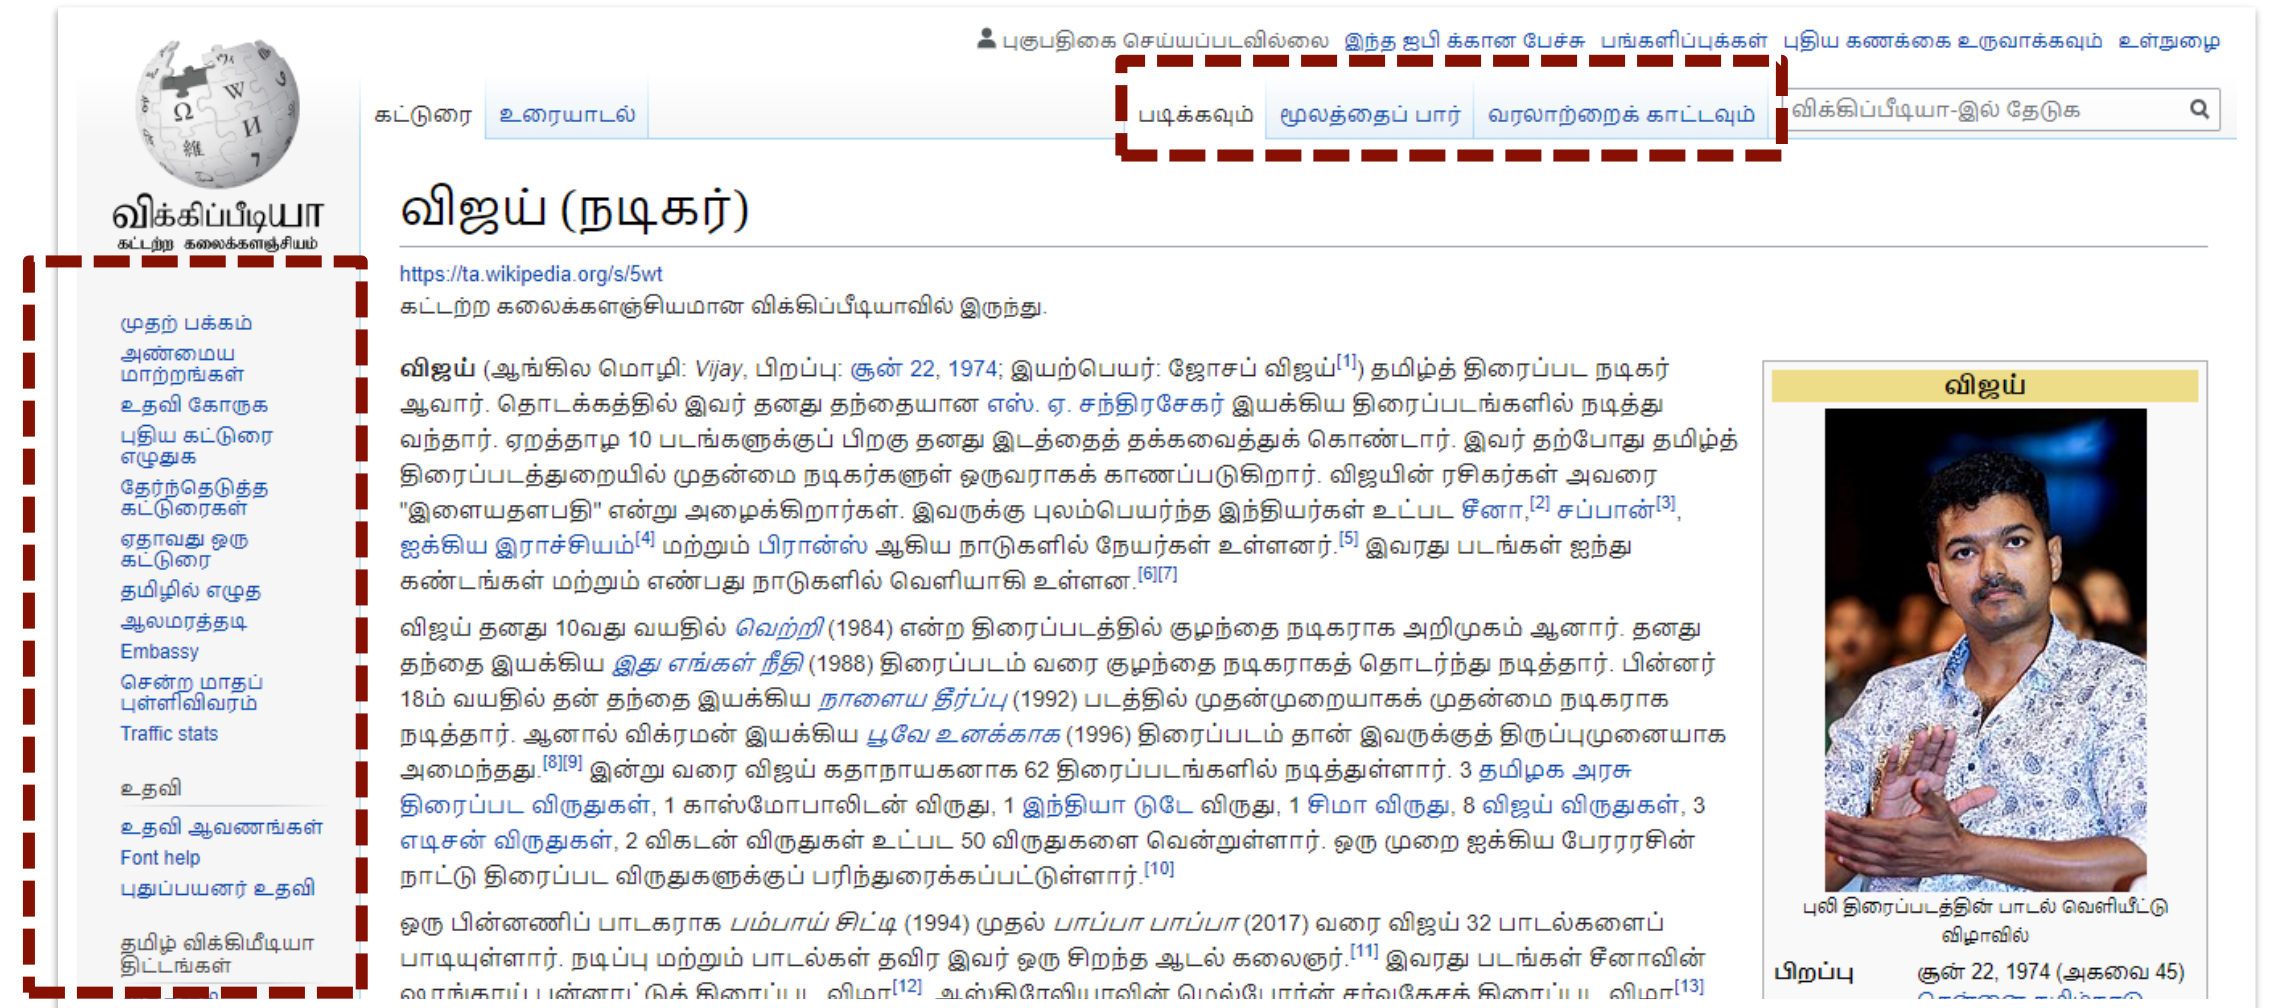 புகுபதிகை செய்யப்படவில்லை இந்த ஐபி க்கான பேச்சு பங்களிப்புக்கள் புதிய கணக்கை உருவாக்கவும் உள்நுழை
கட்டுரை உரையாடல் படிக்கவும் மூலத்தைப் பார் வரலாற்றைக் காட்டவும் விக்கிப்பீடியா-இல் தேடுக
விக்கிப்பீடியா
கட்டற்ற கலைக்களஞ்சியம்
முதற் பக்கம்
அண்மைய
மாற்றங்கள்
உதவி கோருக
புதிய கட்டுரை
எழுதுக
தேர்ந்தெடுத்த
கட்டுரைகள்
ஏதாவது ஒரு
கட்டுரை
தமிழில் எழுத
ஆலமரத்தடி
Embassy
சென்ற மாதப்
புள்ளிவிவரம்
Traffic stats
உதவி
உதவி ஆவணங்கள்
Font help
புதுப்பயனர் உதவி
தமிழ் விக்கிமீடியா
திட்டங்கள்
விஜய் (நடிகர்)
https://ta.wikipedia.org/s/5wt
கட்டற்ற கலைக்களஞ்சியமான விக்கிப்பீடியாவில் இருந்து.
விஜய் (ஆங்கில மொழி: Vijay, பிறப்பு: சூன் 22, 1974; இயற்பெயர்: ஜோசப் விஜய்[1]) தமிழ்த் திரைப்பட நடிகர்
ஆவார். தொடக்கத்தில் இவர் தனது தந்தையான எஸ். ஏ. சந்திரசேகர் இயக்கிய திரைப்படங்களில் நடித்து
வந்தார். ஏறத்தாழ 10 படங்களுக்குப் பிறகு தனது இடத்தைத் தக்கவைத்துக் கொண்டார். இவர் தற்போது தமிழ்த்
திரைப்படத்துறையில் முதன்மை நடிகர்களுள் ஒருவராகக் காணப்படுகிறார். விஜயின் ரசிகர்கள் அவரை
"இளையதளபதி" என்று அழைக்கிறார்கள். இவருக்கு புலம்பெயர்ந்த இந்தியர்கள் உட்பட சீனா,[2] சப்பான்[3],
ஐக்கிய இராச்சியம்[4] மற்றும் பிரான்ஸ் ஆகிய நாடுகளில் நேயர்கள் உள்ளனர்.[5] இவரது படங்கள் ஐந்து
கண்டங்கள் மற்றும் எண்பது நாடுகளில் வெளியாகி உள்ளன.[6][7]
விஜய் தனது 10வது வயதில் வெற்றி (1984) என்ற திரைப்படத்தில் குழந்தை நடிகராக அறிமுகம் ஆனார். தனது
தந்தை இயக்கிய இது எங்கள் நீதி (1988) திரைப்படம் வரை குழந்தை நடிகராகத் தொடர்ந்து நடித்தார். பின்னர்
18ம் வயதில் தன் தந்தை இயக்கிய நாளைய தீர்ப்பு (1992) படத்தில் முதன்முறையாகக் முதன்மை நடிகராக
நடித்தார். ஆனால் விக்ரமன் இயக்கிய பூவே உனக்காக (1996) திரைப்படம் தான் இவருக்குத் திருப்புமுனையாக
அமைந்தது.[8][9] இன்று வரை விஜய் கதாநாயகனாக 62 திரைப்படங்களில் நடித்துள்ளார். 3 தமிழக அரசு
திரைப்பட விருதுகள், 1 காஸ்மோபாலிடன் விருது, 1 இந்தியா டுடே விருது, 1 சிமா விருது, 8 விஜய் விருதுகள், 3
எடிசன் விருதுகள், 2 விகடன் விருதுகள் உட்பட 50 விருதுகளை வென்றுள்ளார். ஒரு முறை ஐக்கிய பேரரரசின்
நாட்டு திரைப்பட விருதுகளுக்குப் பரிந்துரைக்கப்பட்டுள்ளார்.[10]
ஒரு பின்னணிப் பாடகராக பம்பாய் சிட்டி (1994) முதல் பாப்பா பாப்பா (2017) வரை விஜய் 32 பாடல்களைப்
பாடியுள்ளார். நடிப்பு மற்றும் பாடல்கள் தவிர இவர் ஒரு சிறந்த ஆடல் கலைஞர்.[11] இவரது படங்கள் சீனாவின்
ஷாங்காய் பன்னாட்டுத் திரைப்பட விழா[12] ஆஸ்திரேலியாவின் மெல்போர்ன் சர்வதேசத் திரைப்பட விழா[13]
விஜய்
புலி திரைப்படத்தின் பாடல் வெளியீட்டு
விழாவில்
பிறப்பு சூன் 22, 1974 (அகவை 45)